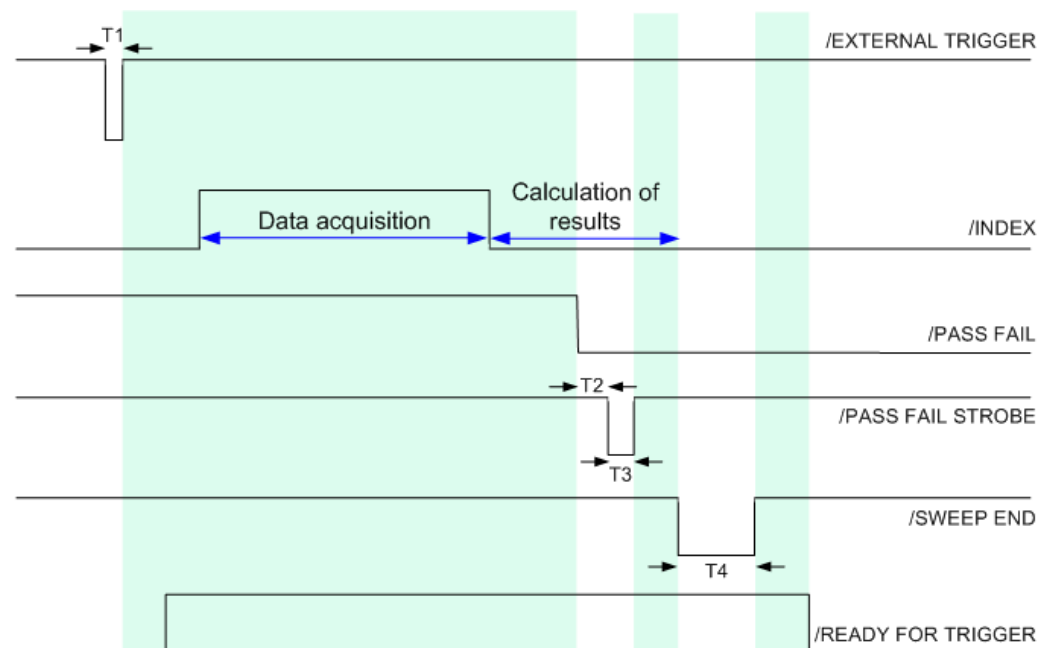 T1
/EXTERNAL TRIGGER
Calculation of
results
Data acquisition
/INDEX
/PASS FAIL
T2
/PASS FAIL STROBE
T3
/SWEEP END
T4
/READY FOR TRIGGER